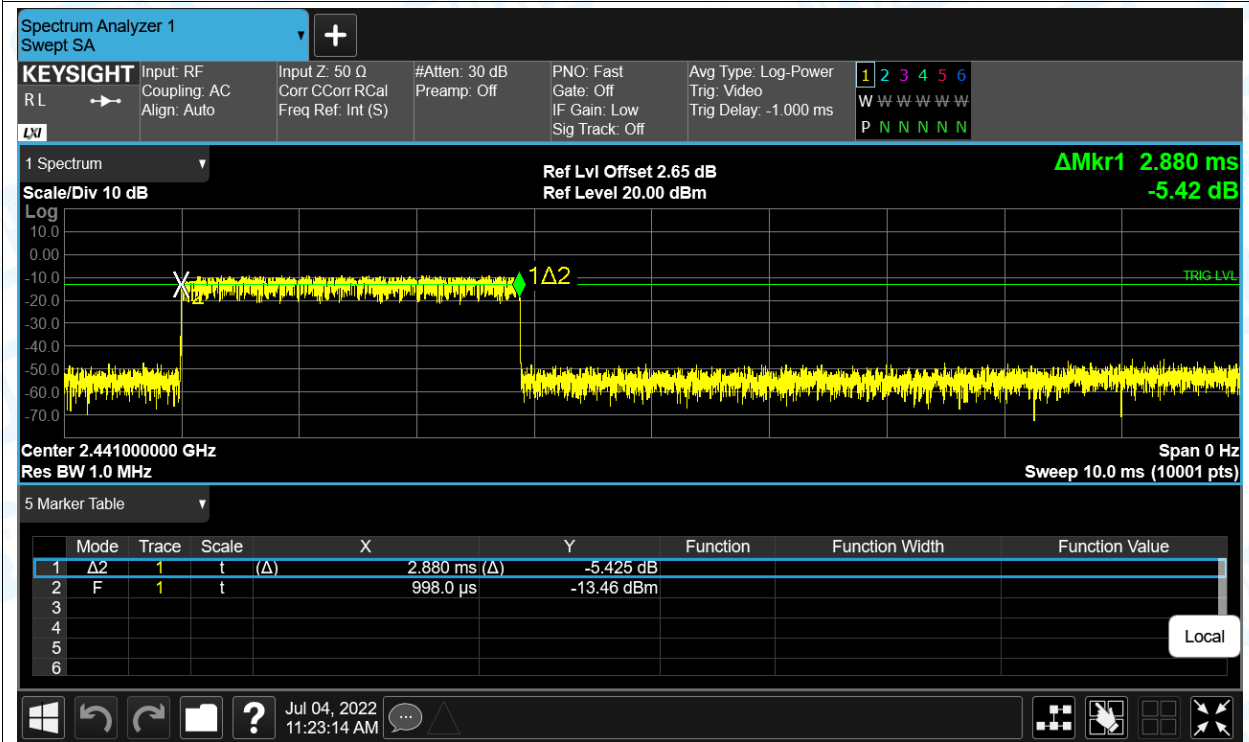 Spectrum Analyzer 1
Swept SA
KEYSIGHT
R L
LXI
Input: RF
Coupling: AC
Align: Auto
Input Z: 50 Ω
Corr CCorr RCal
Freq Ref: Int (S)
#Atten: 30 dB
Preamp: Off
PNO: Fast
Gate: Off
IF Gain: Low
Sig Track: Off
Avg Type: Log-Power
Trig: Video
Trig Delay: -1.000 ms
1 2 3 4 5 6
W W W W W W
P N N N N N
1 Spectrum
Scale/Div 10 dB
Ref Lvl Offset 2.65 dB
Ref Level 20.00 dBm
ΔMkr1 2.880 ms
-5.42 dB
Log
10.0
0.00
-10.0
-20.0
-30.0
-40.0
-50.0
-60.0
-70.0
1Δ2
TRIG LVL
Center 2.441000000 GHz
Res BW 1.0 MHz
Span 0 Hz
Sweep 10.0 ms (10001 pts)
5 Marker Table
Mode Trace Scale X Y Function Function Width Function Value
1 Δ2 1 t (Δ) 2.880 ms (Δ) -5.425 dB
2 F 1 t 998.0 µs -13.46 dBm
3
4
5
6
Local
?
Jul 04, 2022
11:23:14 AM